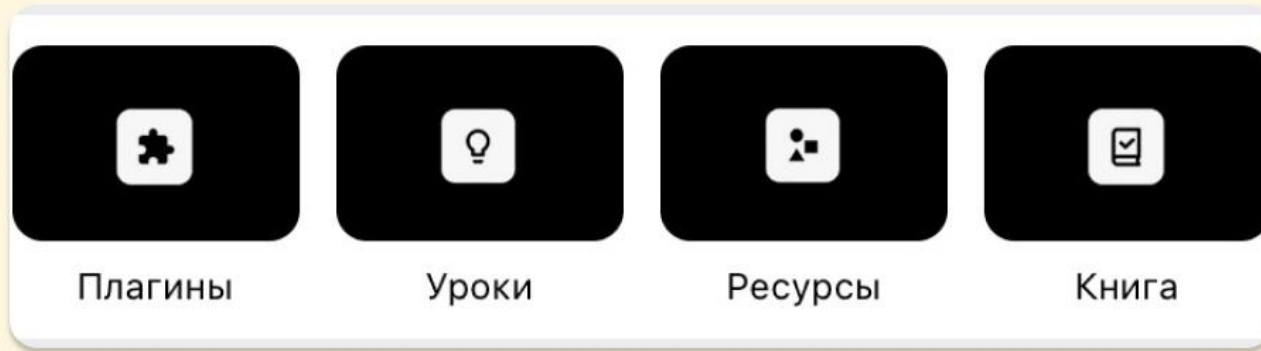 Плагины
Уроки
Ресурсы
Книга